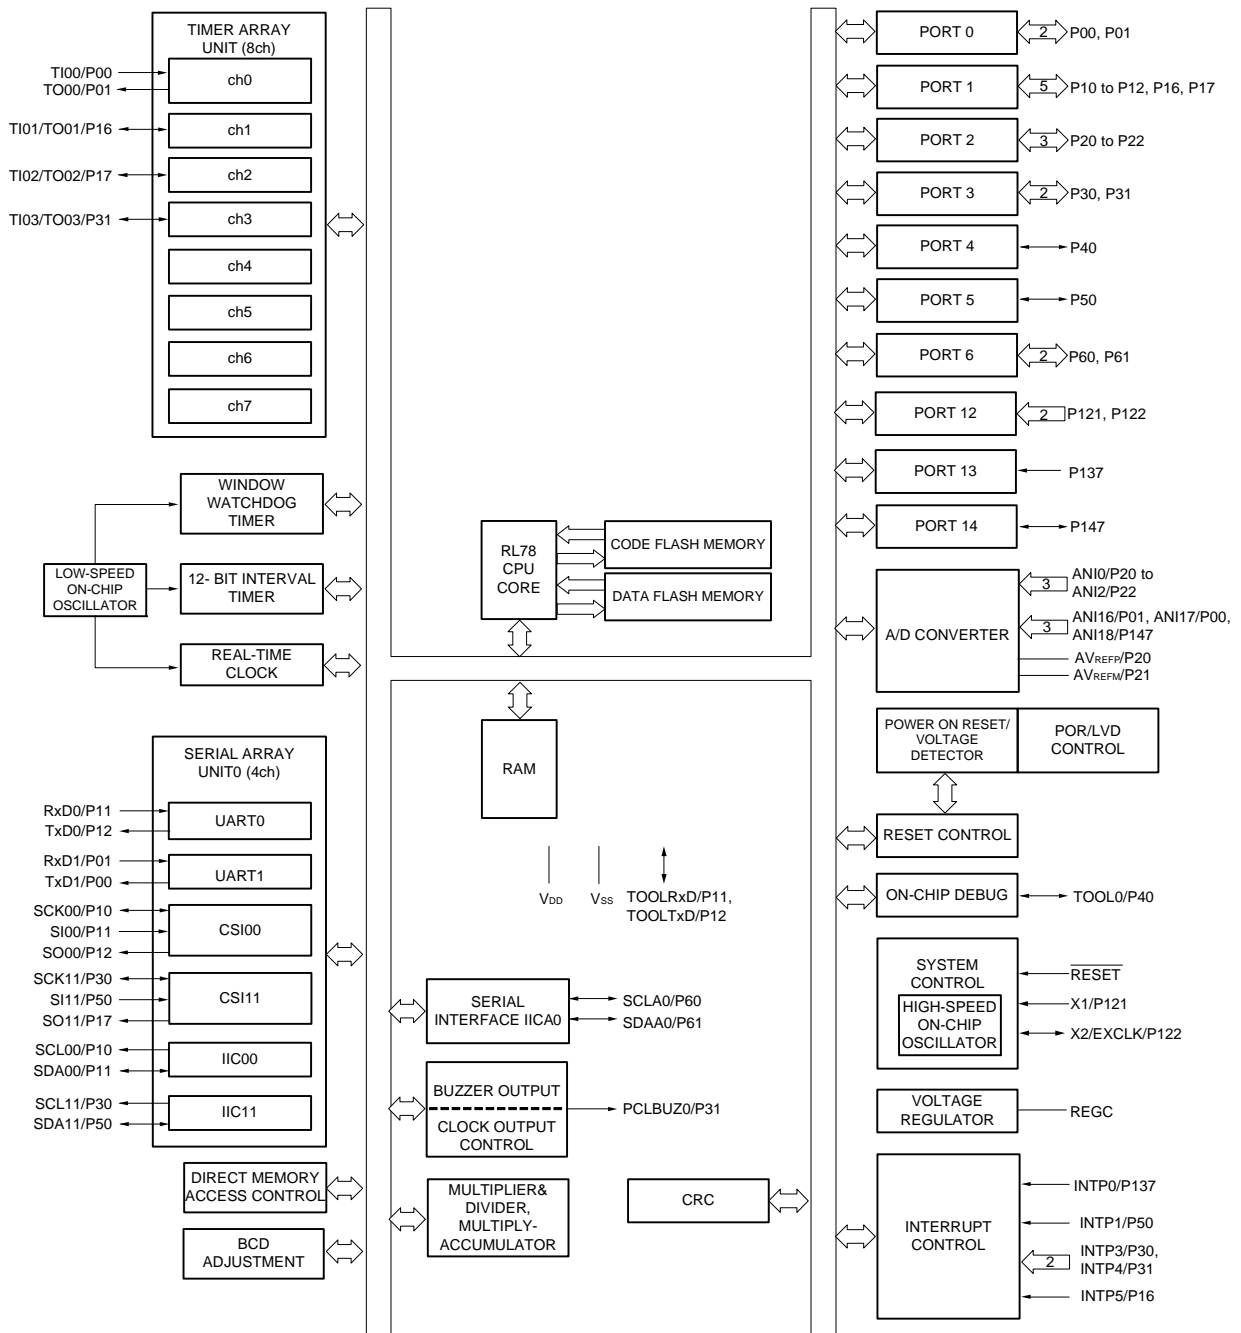 TIMER ARRAY
UNIT (8ch)
TI00/P00
TO00/P01
ch0
TI01/TO01/P16
ch1
TI02/TO02/P17
ch2
TI03/TO03/P31
ch3
ch4
ch5
ch6
ch7
WINDOW
WATCHDOG
TIMER
LOW-SPEED
ON-CHIP
OSCILLATOR
12- BIT INTERVAL
TIMER
REAL-TIME
CLOCK
SERIAL ARRAY
UNIT0 (4ch)
RxD0/P11
TxD0/P12
UART0
RxD1/P01
TxD1/P00
UART1
SCK00/P10
SI00/P11
SO00/P12
CSI00
SCK11/P30
SI11/P50
SO11/P17
CSI11
SCL00/P10
SDA00/P11
IIC00
SCL11/P30
SDA11/P50
IIC11
DIRECT MEMORY
ACCESS CONTROL
BCD
ADJUSTMENT
RL78
CPU
CORE
CODE FLASH MEMORY
DATA FLASH MEMORY
RAM
VDD
VSS
TOOLRxD/P11,
TOOLTxD/P12
SERIAL
INTERFACE IICA0
SCLA0/P60
SDAA0/P61
BUZZER OUTPUT
CLOCK OUTPUT
CONTROL
PCLBUZ0/P31
MULTIPLIER&
DIVIDER,
MULTIPLY-
ACCUMULATOR
CRC
PORT 0
2
P00, P01
PORT 1
5
P10 to P12, P16, P17
PORT 2
3
P20 to P22
PORT 3
2
P30, P31
PORT 4
P40
PORT 5
P50
PORT 6
2
P60, P61
PORT 12
2
P121, P122
PORT 13
P137
PORT 14
P147
A/D CONVERTER
3
ANI0/P20 to
ANI2/P22
3
ANI16/P01, ANI17/P00,
ANI18/P147
AVREFP/P20
AVREFM/P21
POWER ON RESET/
VOLTAGE
DETECTOR
POR/LVD
CONTROL
RESET CONTROL
ON-CHIP DEBUG
TOOL0/P40
SYSTEM
CONTROL
HIGH-SPEED
ON-CHIP
OSCILLATOR
RESET
X1/P121
X2/EXCLK/P122
VOLTAGE
REGULATOR
REGC
INTERRUPT
CONTROL
INTP0/P137
INTP1/P50
2
INTP3/P30,
INTP4/P31
INTP5/P16